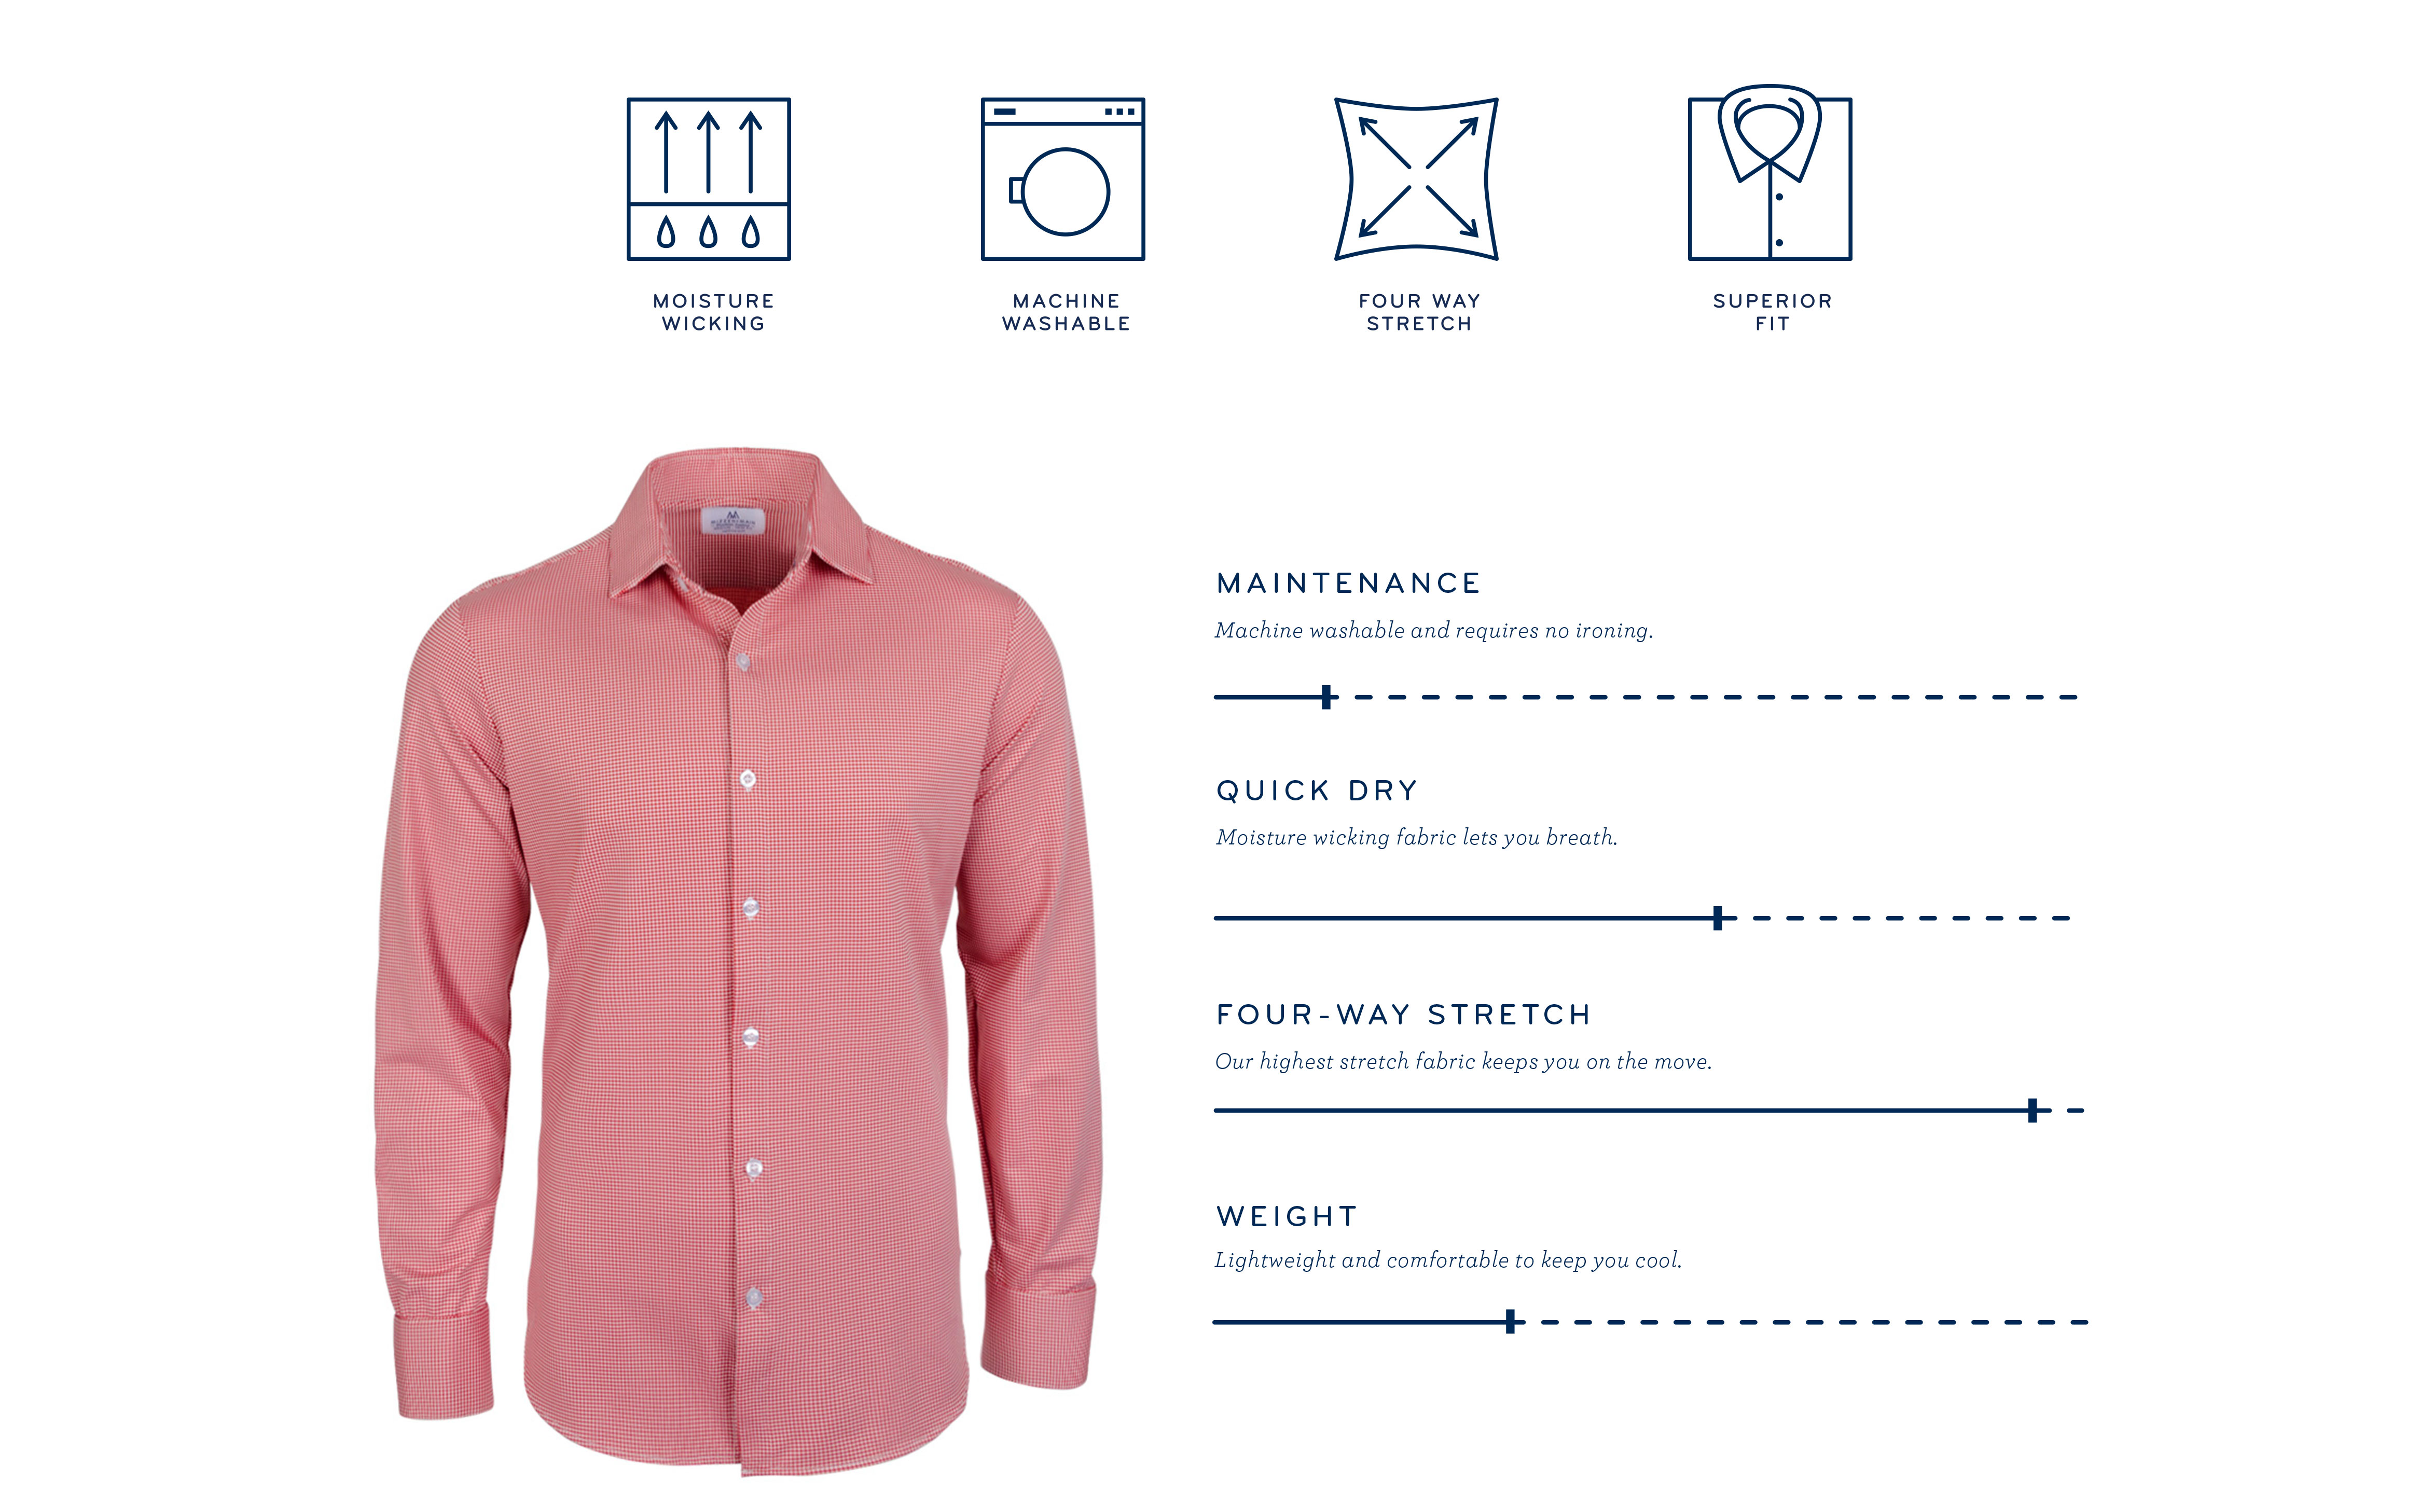 MOISTURE
WICKING
MACHINE
WASHABLE
FOUR WAY
STRETCH
SUPERIOR
FIT
MAINTENANCE
Machine washable and requires no ironing.
QUICK DRY
Moisture wicking fabric lets you breath.
FOUR-WAY STRETCH
Our highest stretch fabric keeps you on the move.
WEIGHT
Lightweight and comfortable to keep you cool.